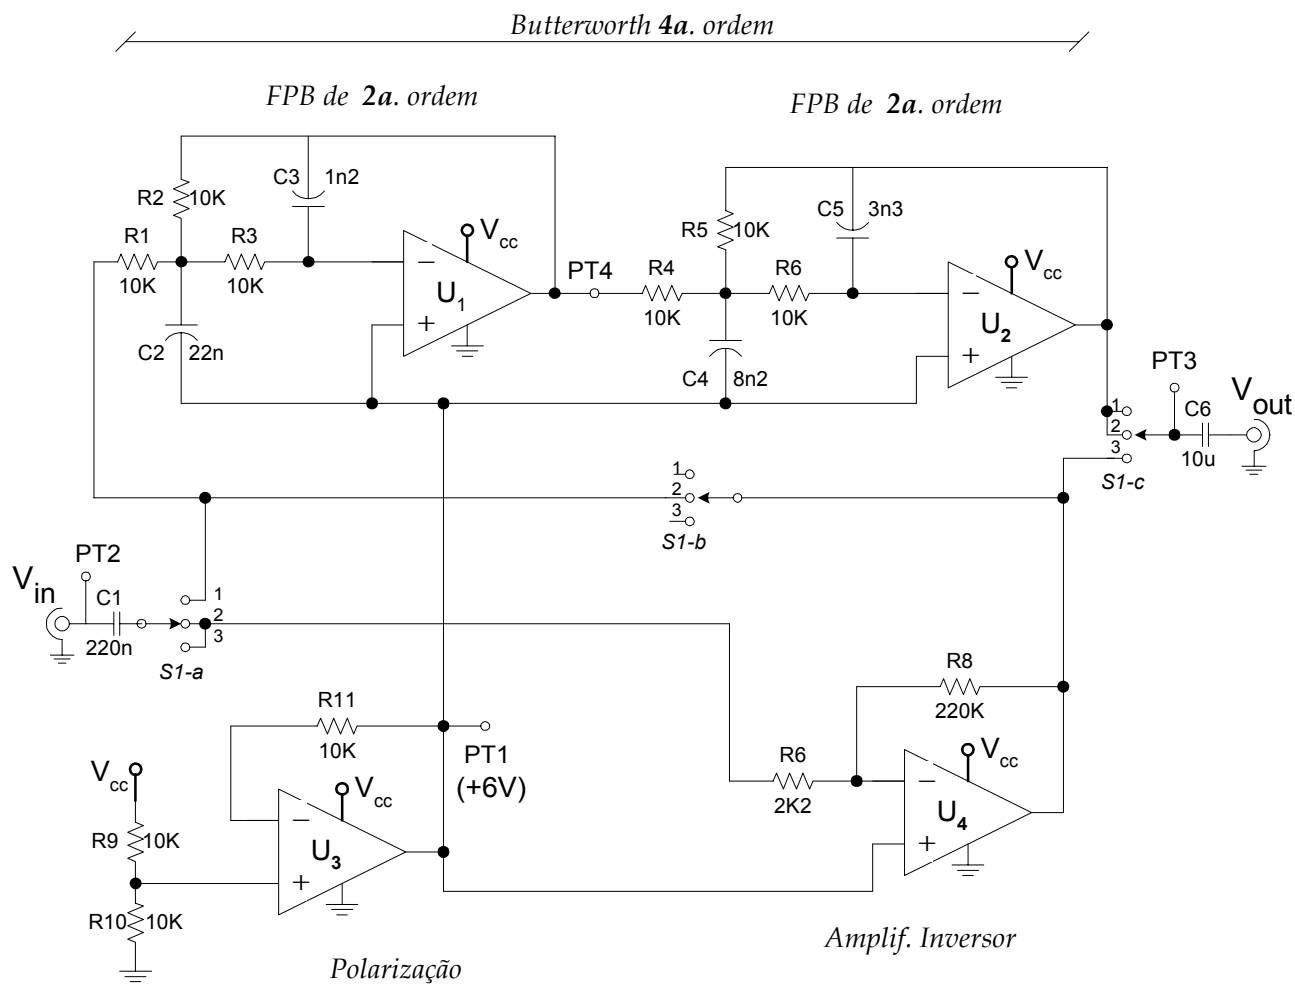 Butterworth 4a. ordem
FPB de 2a. ordem
FPB de 2a. ordem
C3 1n2
R2 10K
R1
10K
R3
10K
Vcc
−
+
U1
C2 22n
PT4
C5 3n3
R5 10K
R4
10K
R6
10K
Vcc
−
+
U2
C4 8n2
PT3
Vout
1
2
3
S1-c
C6
10u
1
2
3
S1-b
PT2
Vin
C1
220n
1
2
3
S1-a
R11
10K
PT1
(+6V)
Vcc
R9 10K
R10 10K
Vcc
−
+
U3
Polarização
R8
220K
R6
2K2
Vcc
−
+
U4
Amplif. Inversor